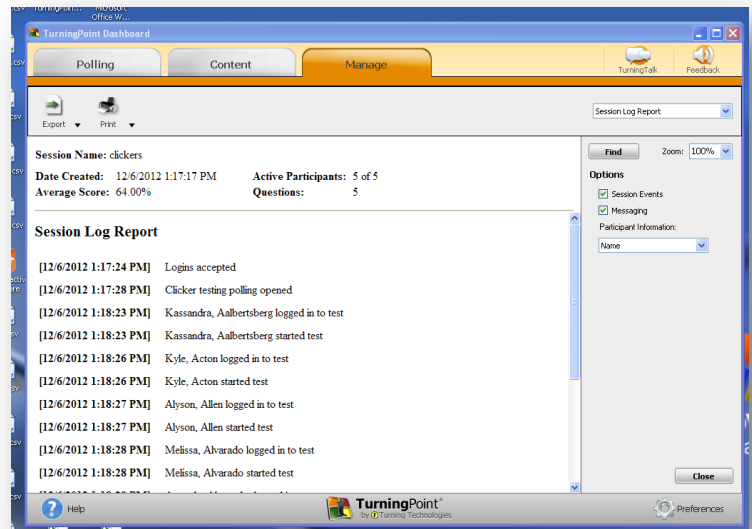 .csv TurningPoin... Microsoft
Office W...
TurningPoint Dashboard
Polling Content Manage TurningTalk Feedback
Export Print Session Log Report
Session Name: clickers
Date Created: 12/6/2012 1:17:17 PM Active Participants: 5 of 5
Average Score: 64.00% Questions: 5
Find Zoom: 100%
Options
Session Events
Messaging
Participant Information:
Name
Session Log Report
[12/6/2012 1:17:24 PM] Logins accepted
[12/6/2012 1:17:28 PM] Clicker testing polling opened
[12/6/2012 1:18:23 PM] Kassandra, Aalbertsberg logged in to test
[12/6/2012 1:18:23 PM] Kassandra, Aalbertsberg started test
[12/6/2012 1:18:26 PM] Kyle, Acton logged in to test
[12/6/2012 1:18:26 PM] Kyle, Acton started test
[12/6/2012 1:18:27 PM] Alyson, Allen logged in to test
[12/6/2012 1:18:27 PM] Alyson, Allen started test
[12/6/2012 1:18:28 PM] Melissa, Alvarado logged in to test
[12/6/2012 1:18:28 PM] Melissa, Alvarado started test
Close
Help
TurningPoint
by Turning Technologies
Preferences